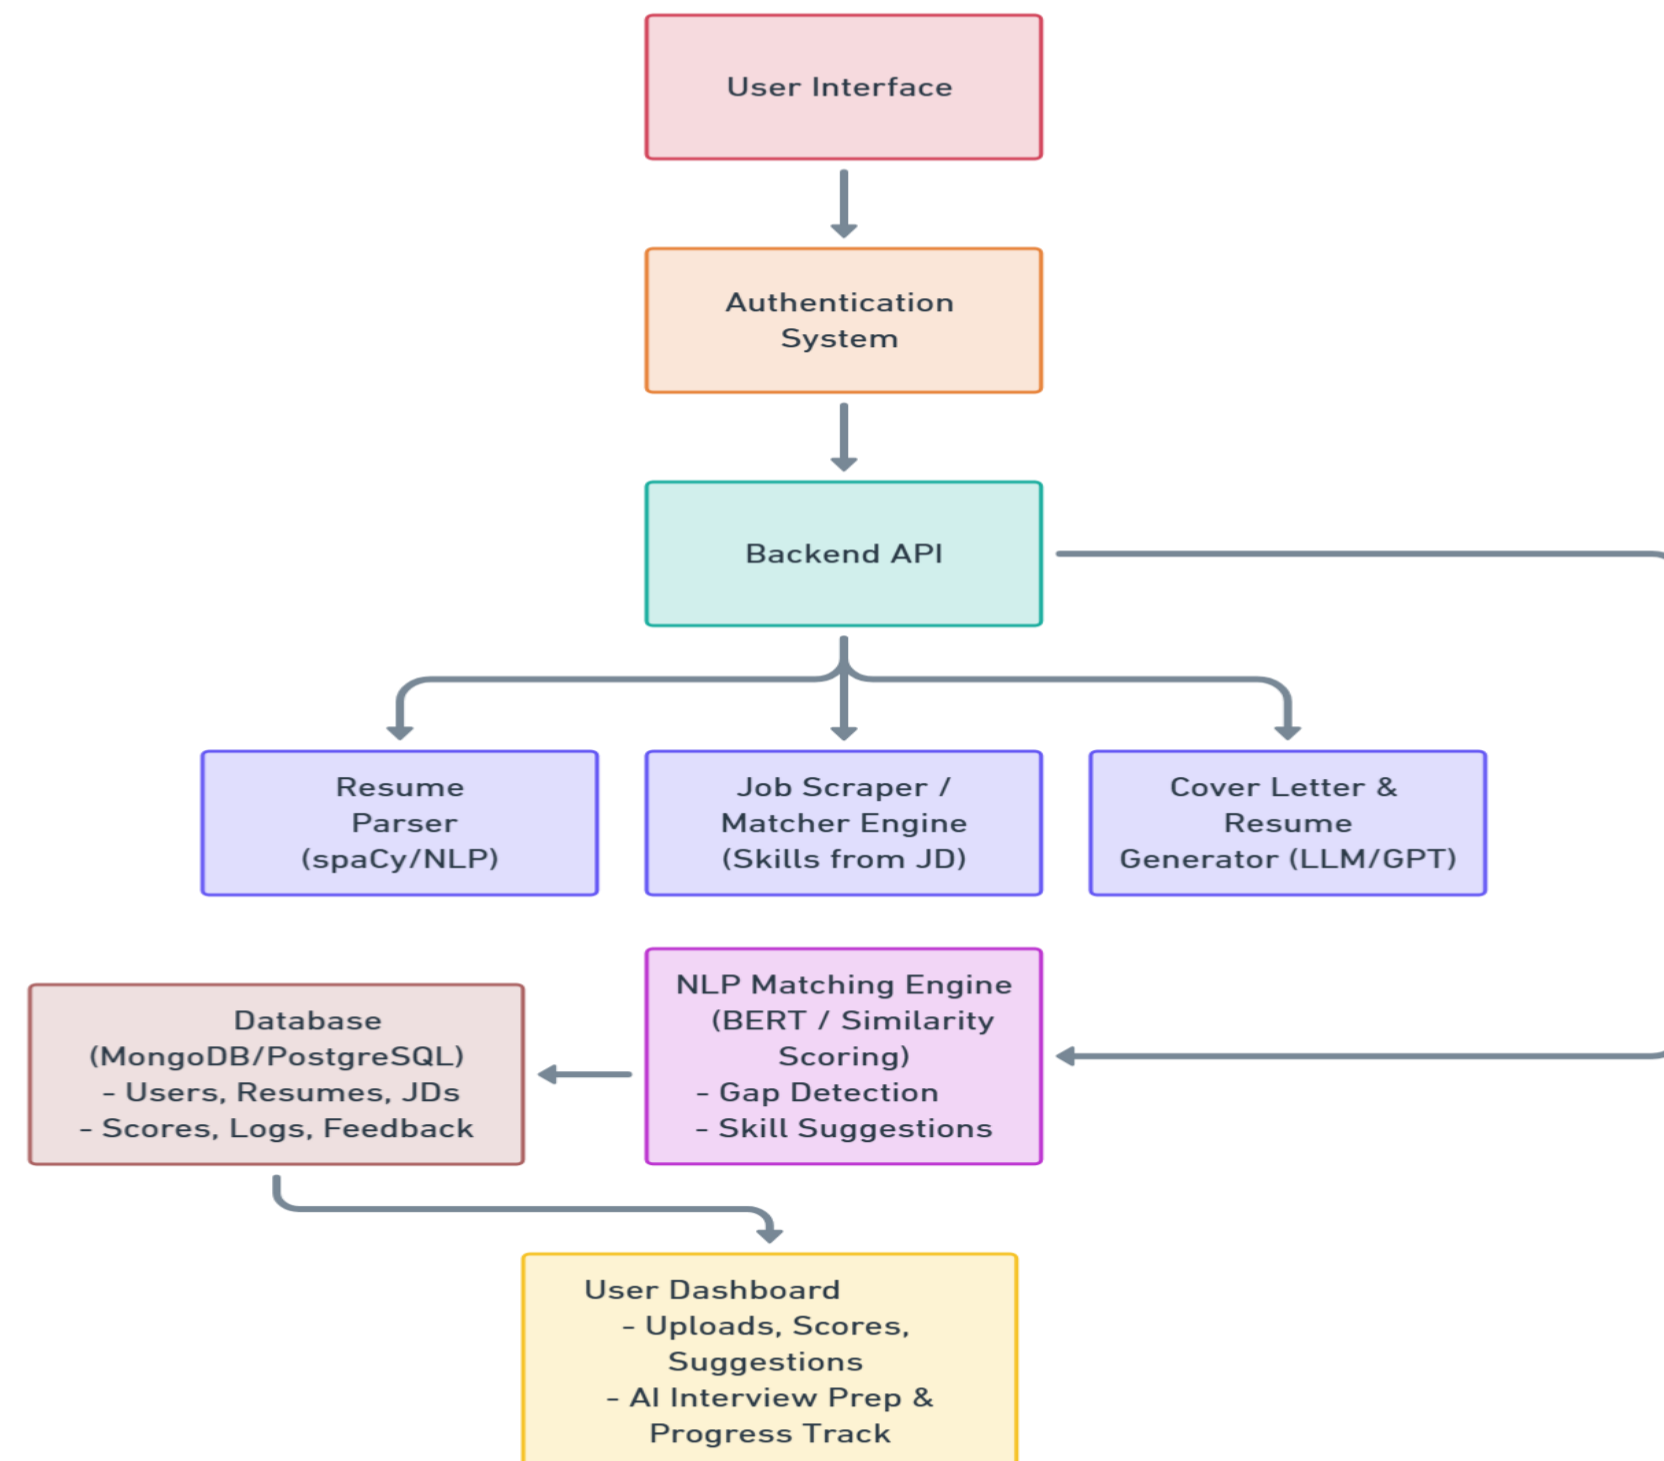 User Interface
Authentication
System
Backend API
Resume
Parser
(spaCy/NLP)
Job Scraper /
Matcher Engine
(Skills from JD)
Cover Letter &
Resume
Generator (LLM/GPT)
Database
(MongoDB/PostgreSQL)
- Users, Resumes, JDs
- Scores, Logs, Feedback
NLP Matching Engine
(BERT / Similarity
Scoring)
- Gap Detection
- Skill Suggestions
User Dashboard
- Uploads, Scores,
Suggestions
- AI Interview Prep &
Progress Track